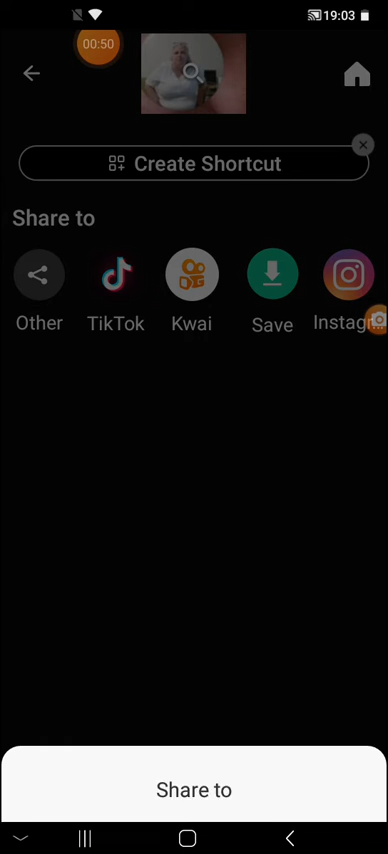 00:50
19:03
Create Shortcut
Share to
Other
TikTok
Kwai
Save
Instagr
Share to